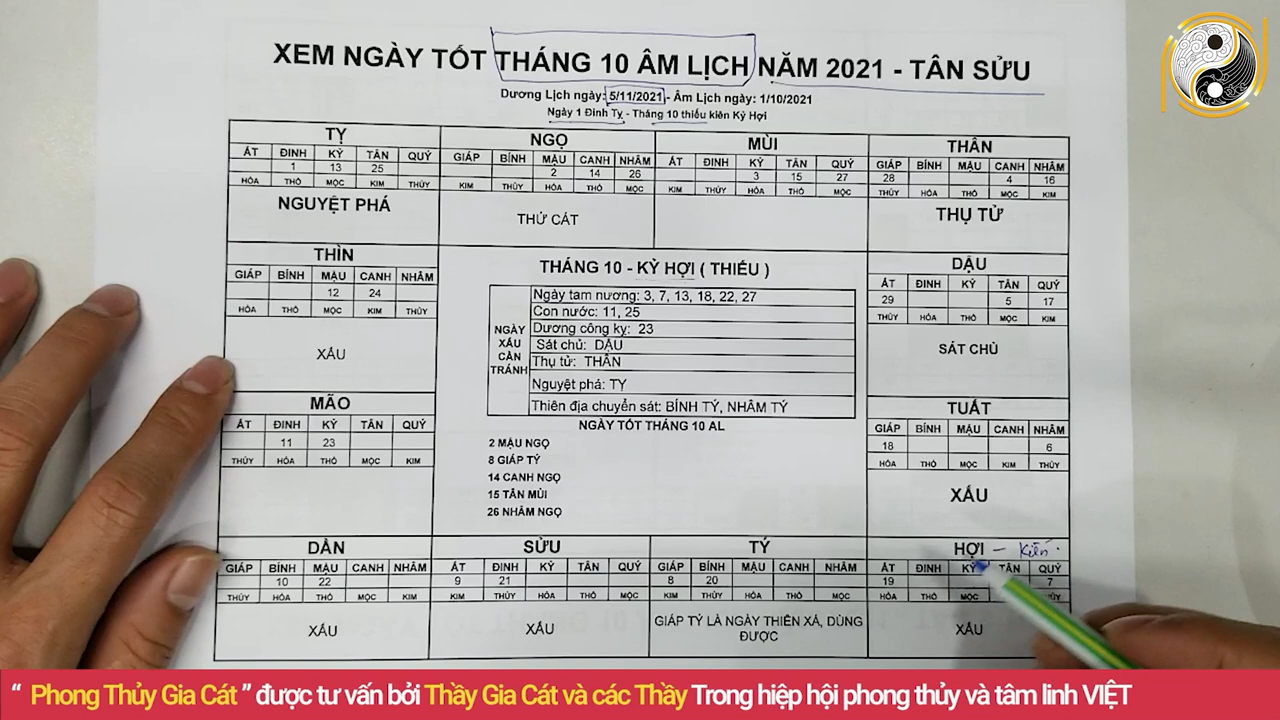 XEM NGÀY TỐT THÁNG 10 ÂM LỊCH NĂM 2021 - TÂN SỬU
Dương Lịch ngày: 5/11/2021 - Âm Lịch ngày: 1/10/2021
Ngày 1 Đinh Tỵ - Tháng 10 thiếu kiên Kỷ Hợi
TỴ
ẤT ĐINH KỶ TÂN QUÝ
1 13 25
HỎA THỔ MỘC KIM THỦY
NGUYỆT PHÁ
NGỌ
GIÁP BÍNH MẬU CANH NHÂM
2 14 26
KIM THỦY HỎA THỔ MỘC
THỨ CÁT
MÙI
ẤT ĐINH KỶ TÂN QUÝ
3 15 27
KIM THỦY HỎA THỔ MỘC
THÂN
GIÁP BÍNH MẬU CANH NHÂM
28 4 16
THỦY HỎA THỔ MỘC KIM
THỤ TỬ
THÌN
GIÁP BÍNH MẬU CANH NHÂM
12 24
HỎA THỔ MỘC KIM THỦY
XẤU
THÁNG 10 - KỶ HỢI ( THIẾU )
NGÀY XẤU CẦN TRÁNH
Ngày tam nương: 3, 7, 13, 18, 22, 27
Con nước: 11, 25
Dương công kỵ: 23
Sát chủ: DẬU
Thụ tử: THÂN
Nguyệt phá: TỴ
Thiên địa chuyển sát: BÍNH TÝ, NHÂM TÝ
DẬU
ẤT ĐINH KỶ TÂN QUÝ
29 5 17
THỦY HỎA THỔ MỘC KIM
SÁT CHỦ
MÃO
ẤT ĐINH KỶ TÂN QUÝ
11 23
THỦY HỎA THỔ MỘC KIM
NGÀY TỐT THÁNG 10 AL
2 MẬU NGỌ
8 GIÁP TÝ
14 CANH NGỌ
15 TÂN MÙI
26 NHÂM NGỌ
TUẤT
GIÁP BÍNH MẬU CANH NHÂM
18 6
HỎA THỔ MỘC KIM THỦY
XẤU
DẦN
GIÁP BÍNH MẬU CANH NHÂM
10 22
THỦY HỎA THỔ MỘC KIM
XẤU
SỬU
ẤT ĐINH KỶ TÂN QUÝ
9 21
KIM THỦY HỎA THỔ MỘC
XẤU
TÝ
GIÁP BÍNH MẬU CANH NHÂM
8 20
KIM THỦY HỎA THỔ MỘC
GIÁP TÝ LÀ NGÀY THIÊN XÁ, DÙNG
ĐƯỢC
HỢI –
ẤT ĐINH KỶ TÂN QUÝ
19 7
HỎA THỔ MỘC THỦY
XẤU
“ Phong Thủy Gia Cát ” được tư vấn bởi Thầy Gia Cát và các Thầy Trong hiệp hội phong thủy và tâm linh VIỆT